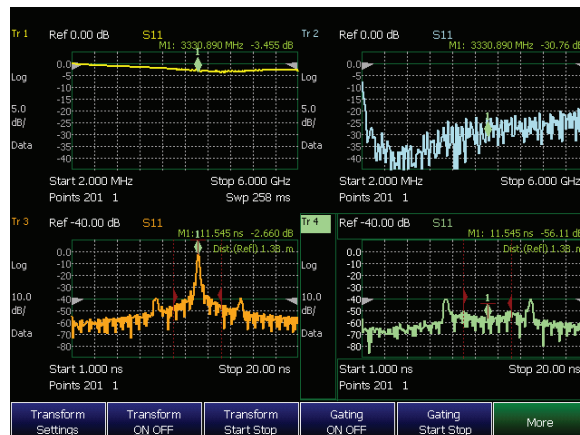 Tr 1 Ref 0.00 dB S11
M1: 3330.890 MHz -3.455 dB
1
0.0
-5
-10
-15
-20
-25
-30
-35
-40
Log
5.0
dB/
Data
Start 2.000 MHz Stop 6.000 GHz
Points 201 1 Swp 258 ms
Tr 2 Ref 0.00 dB S11
M1: 3330.890 MHz -30.76 dB
0.0
-5
-10
-15
-20
-25
-30
-35
-40
1
Log
5.0
dB/
Data
Start 2.000 MHz Stop 6.000 GHz
Points 201 1
Tr 3 Ref -40.00 dB S11
M1: 11.545 ns -2.660 dB
Dist.(Refl) 1.3B. m
1
0.0
-10
-20
-30
-40
-50
-60
-70
-80
Log
10.0
dB/
Data
Start 1.000 ns Stop 20.00 ns
Points 201 1
Tr 4 Ref -40.00 dB S11
M1: 11.545 ns -56.11 dB
Dist.(Refl) 1.3B. m
0.0
-10
-20
-30
-40
-50
-60
-70
-80
1
Log
10.0
dB/
Data
Start 1.000 ns Stop 20.00 ns
Points 201 1
Transform Settings
Transform ON OFF
Transform Start Stop
Gating ON OFF
Gating Start Stop
More